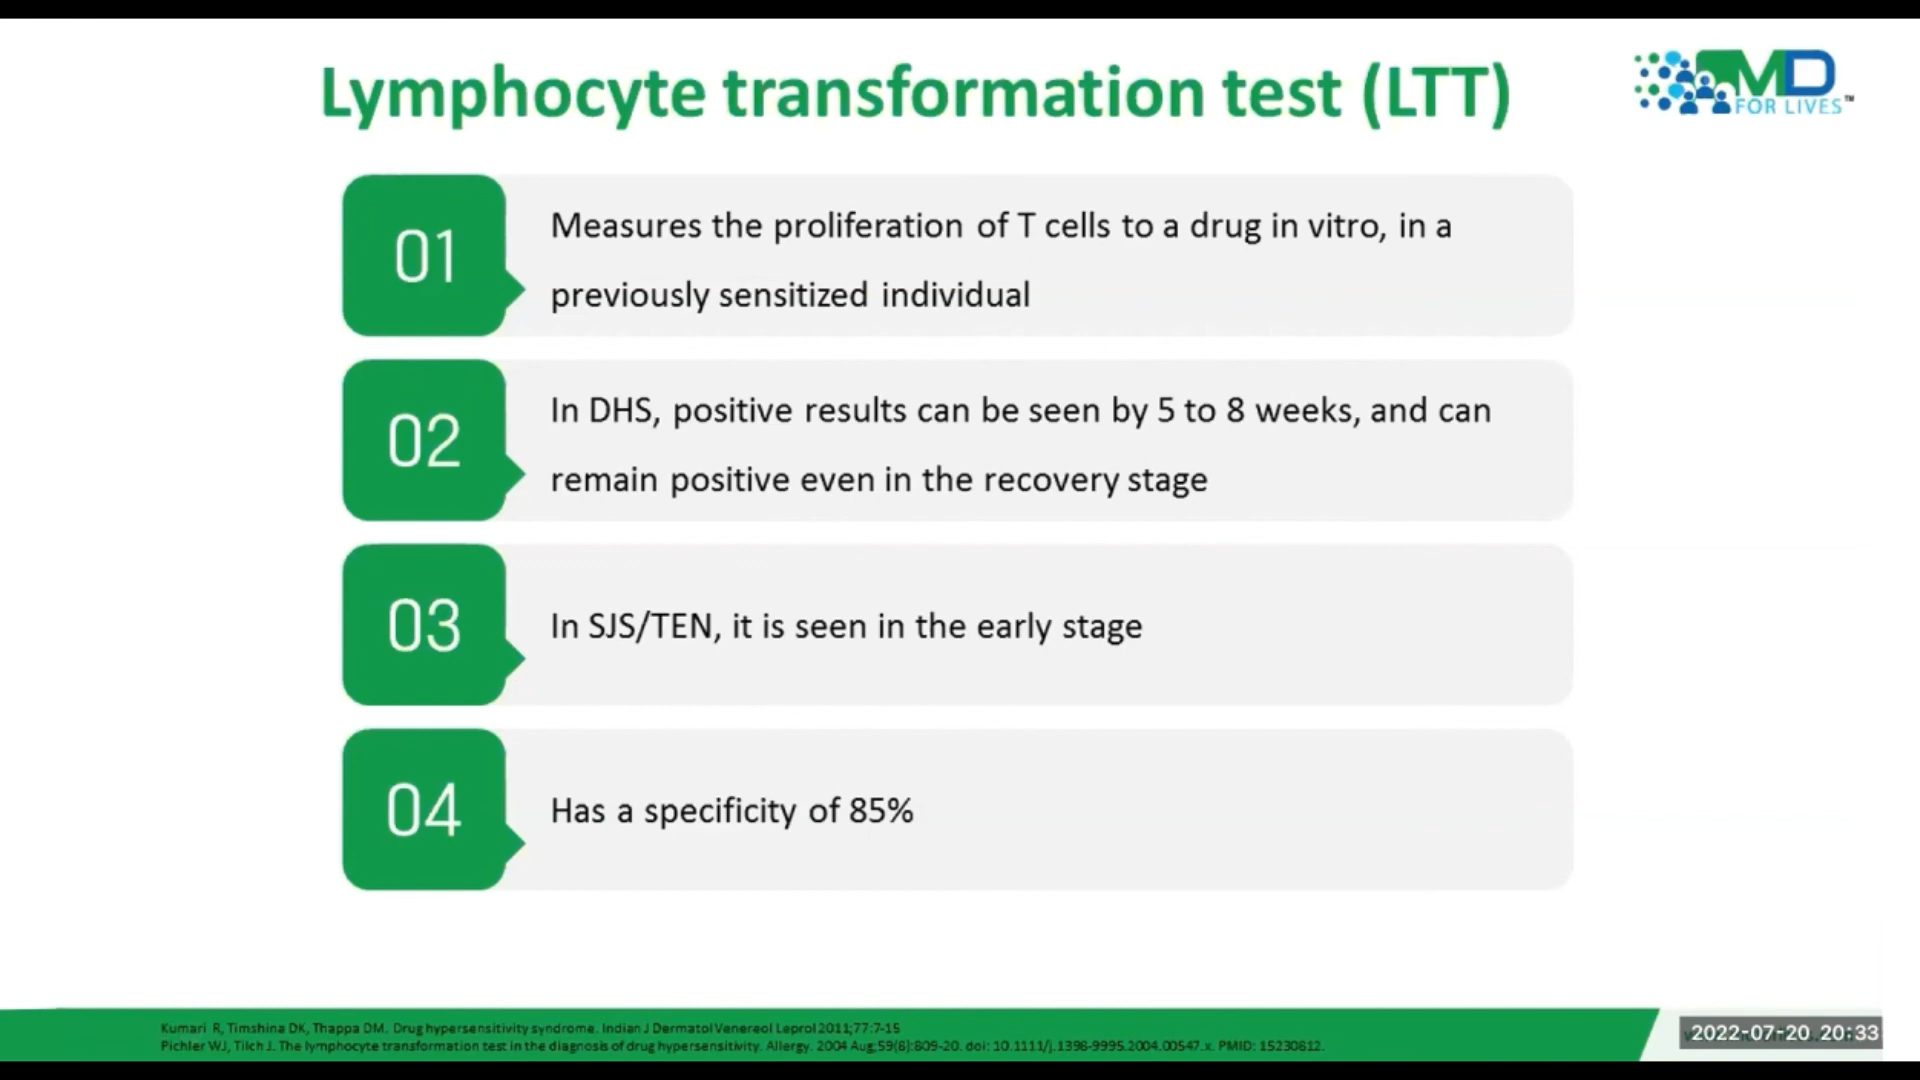 Lymphocyte transformation test (LTT)
MD
FOR LIVES™
01
Measures the proliferation of T cells to a drug in vitro, in a
previously sensitized individual
02
In DHS, positive results can be seen by 5 to 8 weeks, and can
remain positive even in the recovery stage
03
In SJS/TEN, it is seen in the early stage
04
Has a specificity of 85%
Kumari R, Timshina DK, Thappa DM. Drug hypersensitivity syndrome. Indian J Dermatol Venereol Leprol 2011;77:7-15
Pichler WJ, Tilch J. The lymphocyte transformation test in the diagnosis of drug hypersensitivity. Allergy. 2004 Aug;59(8):809-20. doi: 10.1111/j.1398-9995.2004.00547.x. PMID: 15230812.
2022-07-20 20:33